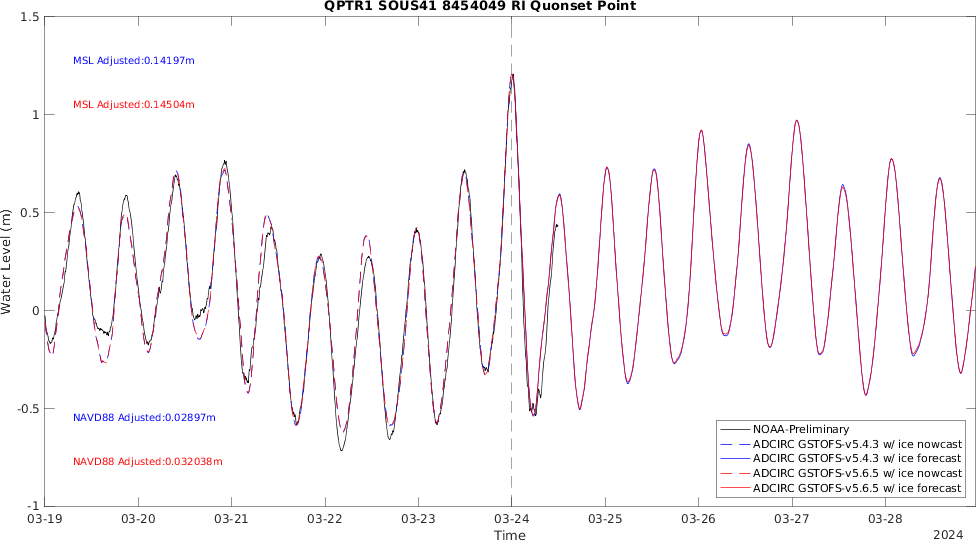 QPTR1 SOUS41 8454049 RI Quonset Point
1.5
MSL Adjusted:0.14197m
MSL Adjusted:0.14504m
1
0.5
Water Level (m)
0
-0.5
NAVD88 Adjusted:0.02897m
NAVD88 Adjusted:0.032038m
NOAA-Preliminary
ADCIRC GSTOFS-v5.4.3 w/ ice nowcast
ADCIRC GSTOFS-v5.4.3 w/ ice forecast
ADCIRC GSTOFS-v5.6.5 w/ ice nowcast
ADCIRC GSTOFS-v5.6.5 w/ ice forecast
-1
03-19 03-20 03-21 03-22 03-23 03-24 03-25 03-26 03-27 03-28
Time
2024